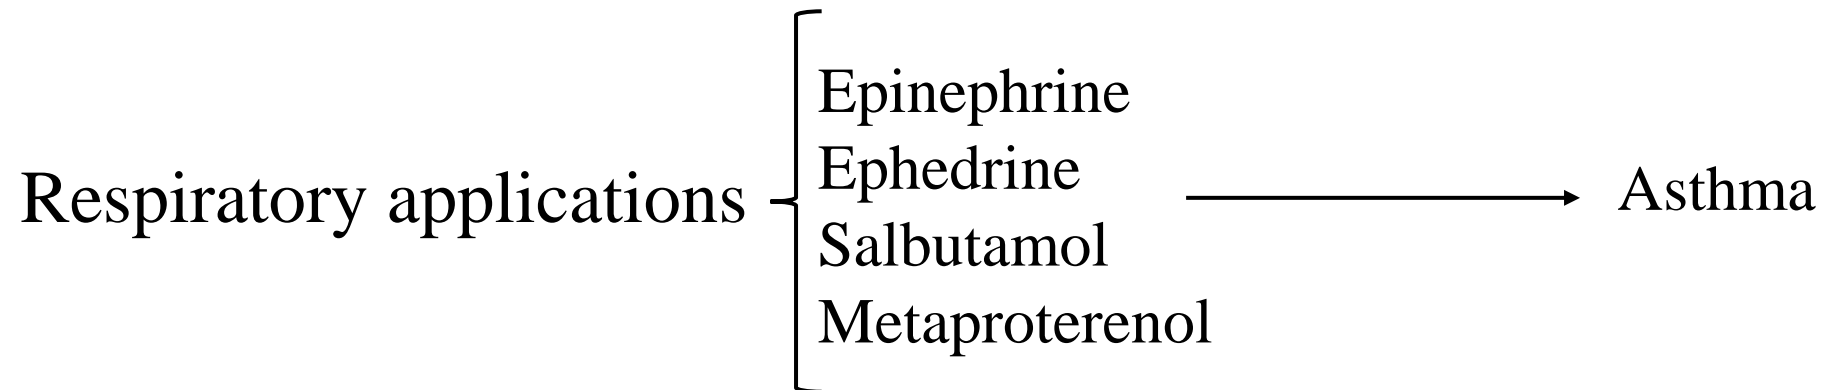 Respiratory applications
Epinephrine
Ephedrine
Salbutamol
Metaproterenol
Asthma